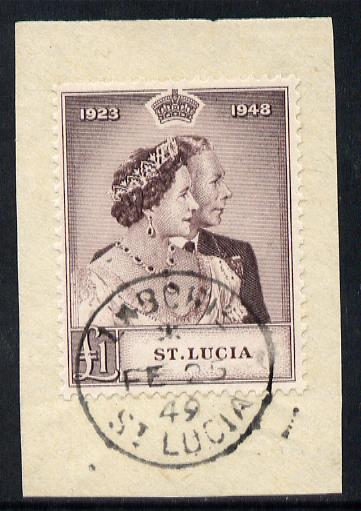 1923 1948
£1 ST. LUCIA
FE 25
49
ST LUCIA